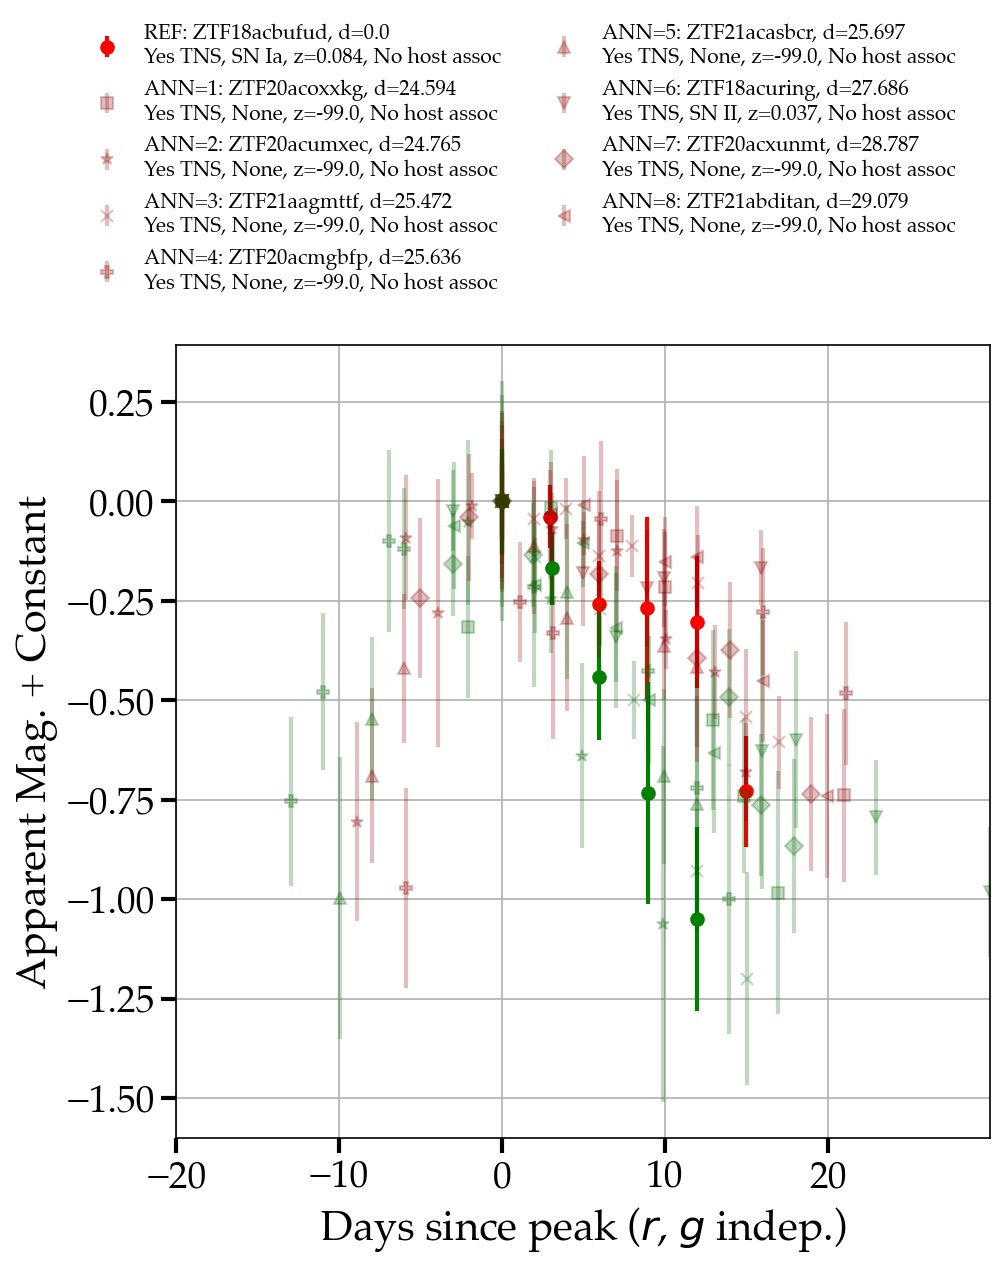 REF: ZTF18acbufud, d=0.0
Yes TNS, SN Ia, z=0.084, No host assoc
ANN=1: ZTF20acoxxkg, d=24.594
Yes TNS, None, z=-99.0, No host assoc
ANN=2: ZTF20acumxec, d=24.765
Yes TNS, None, z=-99.0, No host assoc
ANN=3: ZTF21aagmttf, d=25.472
Yes TNS, None, z=-99.0, No host assoc
ANN=4: ZTF20acmgbfp, d=25.636
Yes TNS, None, z=-99.0, No host assoc
ANN=5: ZTF21acasbcr, d=25.697
Yes TNS, None, z=-99.0, No host assoc
ANN=6: ZTF18acuring, d=27.686
Yes TNS, SN II, z=0.037, No host assoc
ANN=7: ZTF20acxunmt, d=28.787
Yes TNS, None, z=-99.0, No host assoc
ANN=8: ZTF21abditan, d=29.079
Yes TNS, None, z=-99.0, No host assoc
Apparent Mag. + Constant
0.25
0.00
−0.25
−0.50
−0.75
−1.00
−1.25
−1.50
−20
−10
0
10
20
Days since peak (r, g indep.)